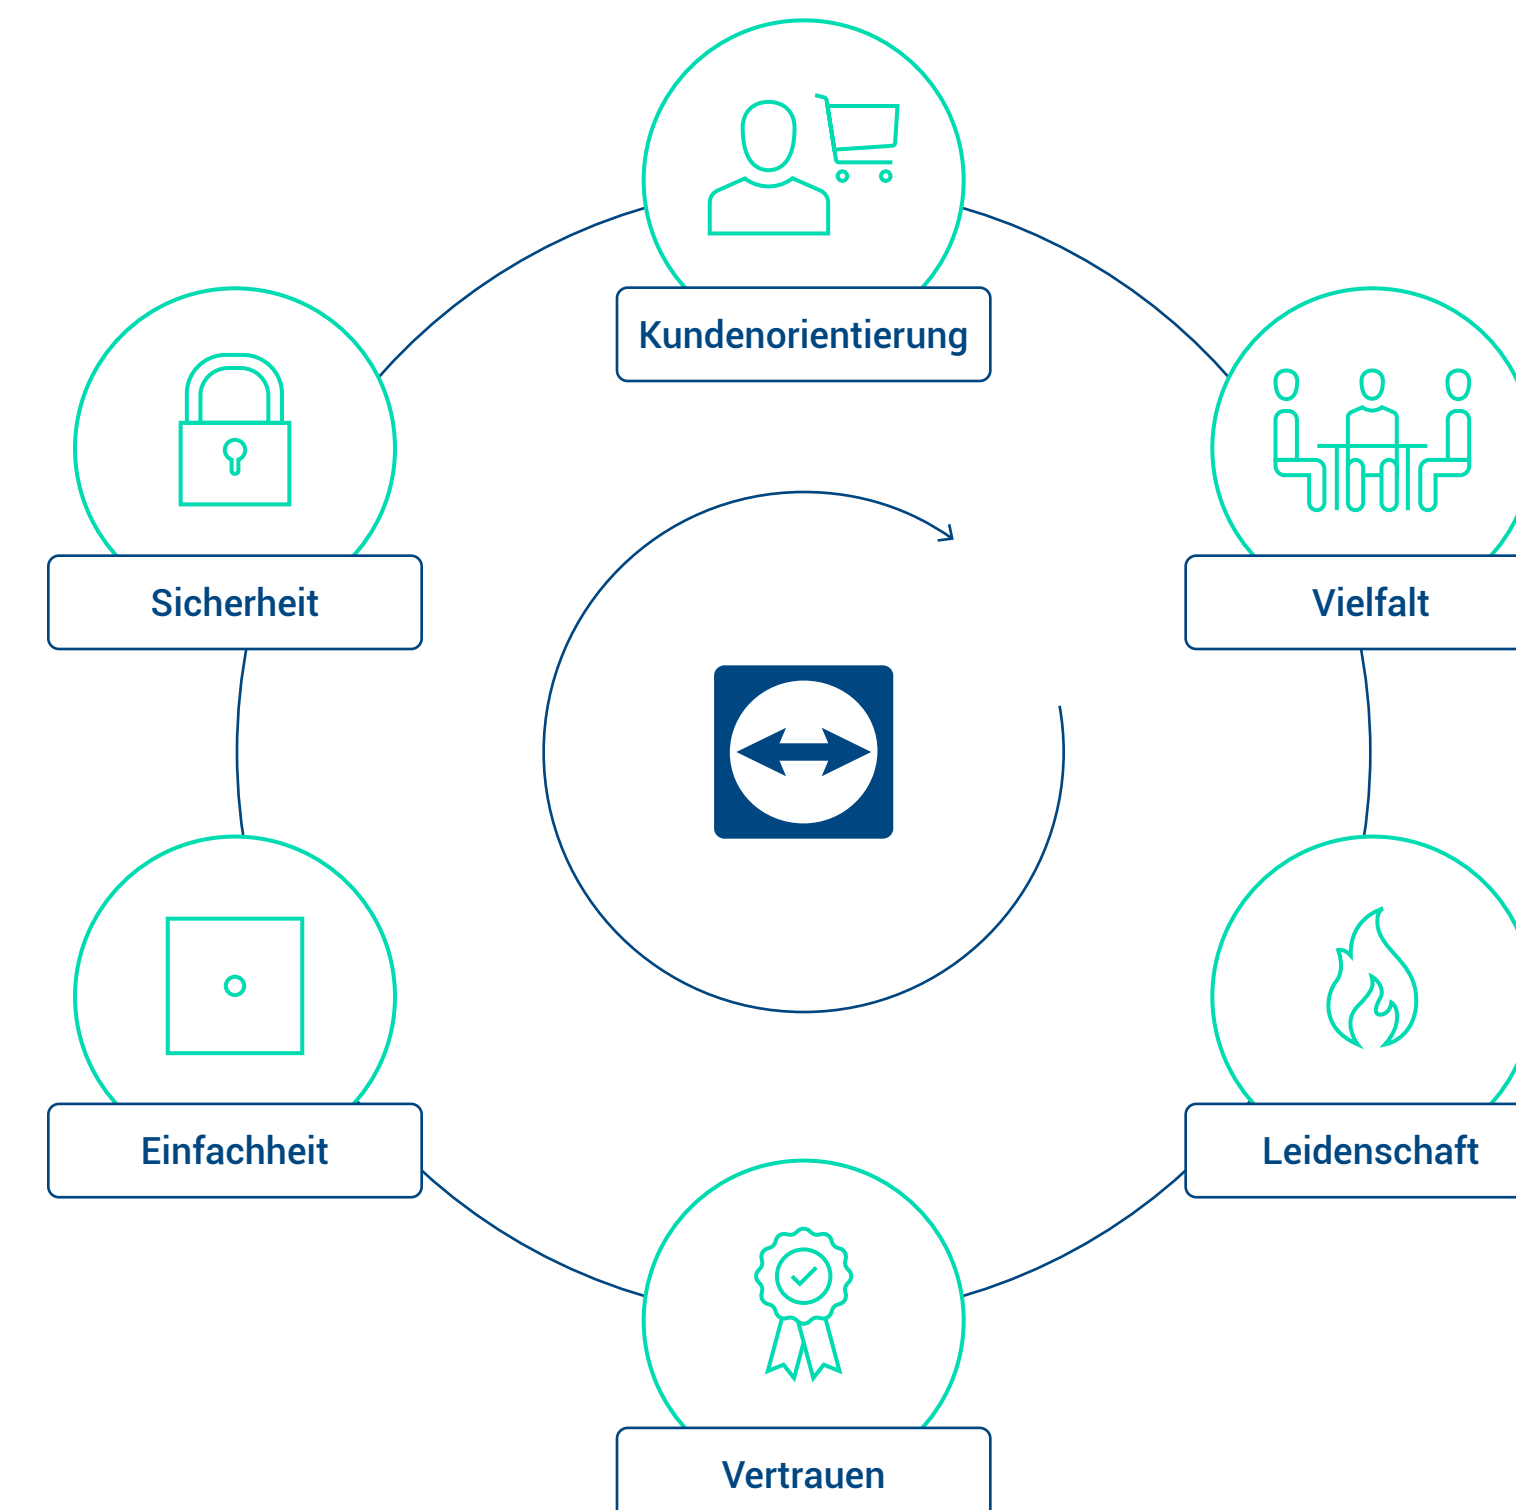 Kundenorientierung
Sicherheit
Vielfalt
Einfachheit
Leidenschaft
Vertrauen